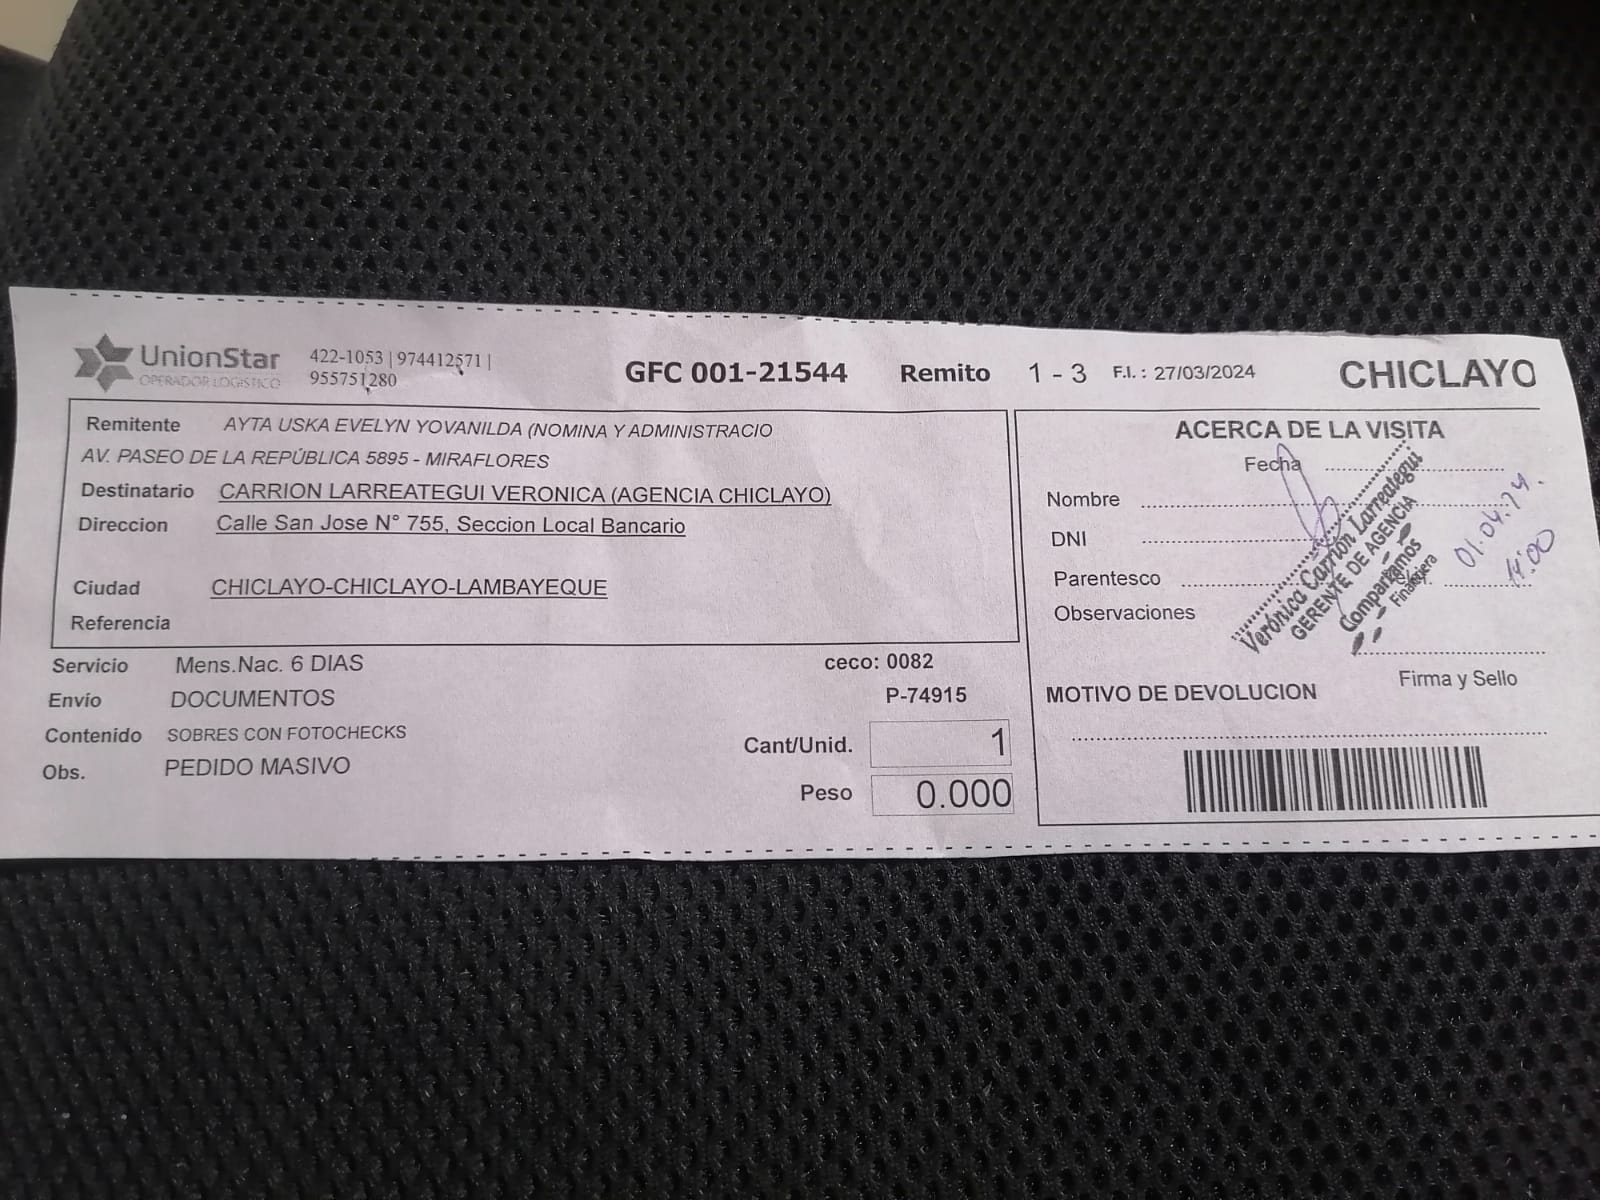 UnionStar
OPERADOR LOGISTICO
422-1053 | 974412571 |
955751280
GFC 001-21544 Remito 1 - 3 F.I. : 27/03/2024 CHICLAYO
Remitente AYTA USKA EVELYN YOVANILDA (NOMINA Y ADMINISTRACIO
AV. PASEO DE LA REPÚBLICA 5895 - MIRAFLORES
Destinatario CARRION LARREATEGUI VERONICA (AGENCIA CHICLAYO)
Direccion Calle San Jose N° 755, Seccion Local Bancario
Ciudad CHICLAYO-CHICLAYO-LAMBAYEQUE
Referencia
Servicio Mens.Nac. 6 DIAS ceco: 0082
Envío DOCUMENTOS P-74915
Contenido SOBRES CON FOTOCHECKS
Obs. PEDIDO MASIVO
Cant/Unid. 1
Peso 0.000
ACERCA DE LA VISITA
Fecha
Nombre
DNI
Parentesco
Observaciones
Verónica Carrión Larreategui
GERENTE DE AGENCIA
Compartamos
Financiera
01.04.24.
14:00
Firma y Sello
MOTIVO DE DEVOLUCION